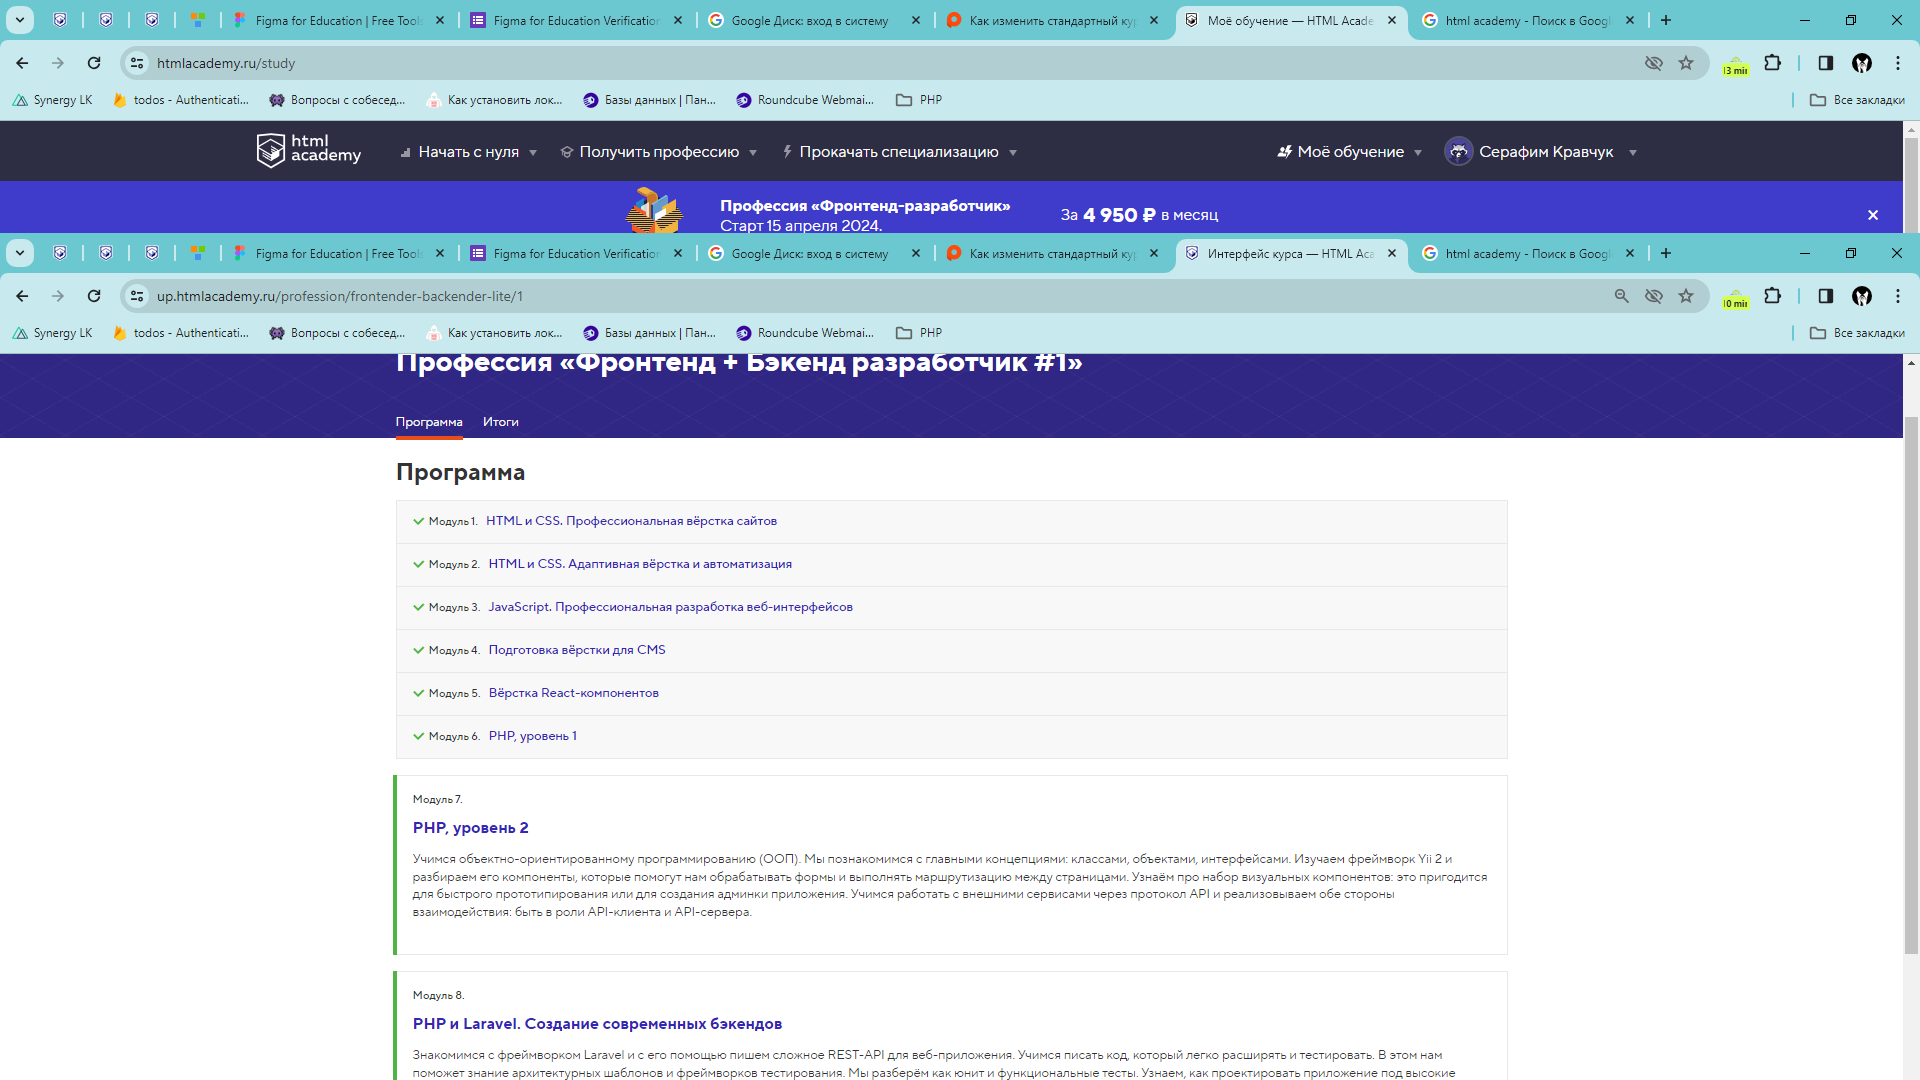 Figma for Education | Free Tools
Figma for Education Verification
Google Диск: вход в систему
Как изменить стандартный кур
Моё обучение — HTML Acade
html academy - Поиск в Googl
htmlacademy.ru/study
Synergy LK
todos - Authenticati...
Вопросы с собесед...
Как установить лок...
Базы данных | Пан...
Roundcube Webmai...
PHP
Все закладки
html academy
Начать с нуля
Получить профессию
Прокачать специализацию
Моё обучение
Серафим Кравчук
Профессия «Фронтенд-разработчик»
Старт 15 апреля 2024.
За 4 950 ₽ в месяц
Figma for Education | Free Tools
Figma for Education Verification
Google Диск: вход в систему
Как изменить стандартный кур
Интерфейс курса — HTML Aca
html academy - Поиск в Googl
up.htmlacademy.ru/profession/frontender-backender-lite/1
Synergy LK
todos - Authenticati...
Вопросы с собесед...
Как установить лок...
Базы данных | Пан...
Roundcube Webmai...
PHP
Все закладки
Профессия «Фронтенд + Бэкенд разработчик #1»
Программа
Итоги
Программа
Модуль 1. HTML и CSS. Профессиональная вёрстка сайтов
Модуль 2. HTML и CSS. Адаптивная вёрстка и автоматизация
Модуль 3. JavaScript. Профессиональная разработка веб-интерфейсов
Модуль 4. Подготовка вёрстки для CMS
Модуль 5. Вёрстка React-компонентов
Модуль 6. PHP, уровень 1
Модуль 7.
PHP, уровень 2
Учимся объектно-ориентированному программированию (ООП). Мы познакомимся с главными концепциями: классами, объектами, интерфейсами. Изучаем фреймворк Yii 2 и
разбираем его компоненты, которые помогут нам обрабатывать формы и выполнять маршрутизацию между страницами. Узнаём про набор визуальных компонентов: это пригодится
для быстрого прототипирования или для создания админки приложения. Учимся работать с внешними сервисами через протокол API и реализовываем обе стороны
взаимодействия: быть в роли API-клиента и API-сервера.
Модуль 8.
PHP и Laravel. Создание современных бэкендов
Знакомимся с фреймворком Laravel и с его помощью пишем сложное REST-API для веб-приложения. Учимся писать код, который легко расширять и тестировать. В этом нам
поможет знание архитектурных шаблонов и фреймворков тестирования. Мы разберём как юнит и функциональные тесты. Узнаем, как проектировать приложение под высокие